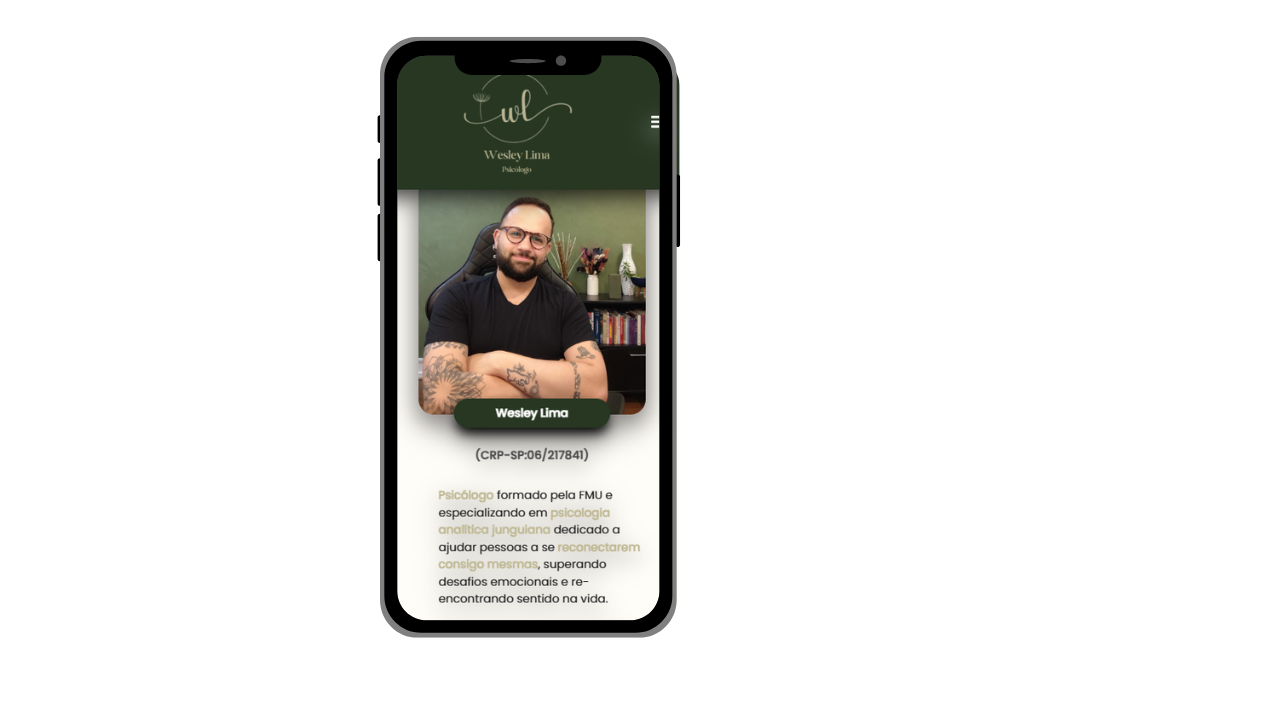 wl
Wesley Lima
Psicólogo
Wesley Lima
(CRP-SP:06/217841)
Psicólogo formado pela FMU e
especializando em psicologia
analítica junguiana dedicado a
ajudar pessoas a se reconectarem
consigo mesmas, superando
desafios emocionais e re-
encontrando sentido na vida.